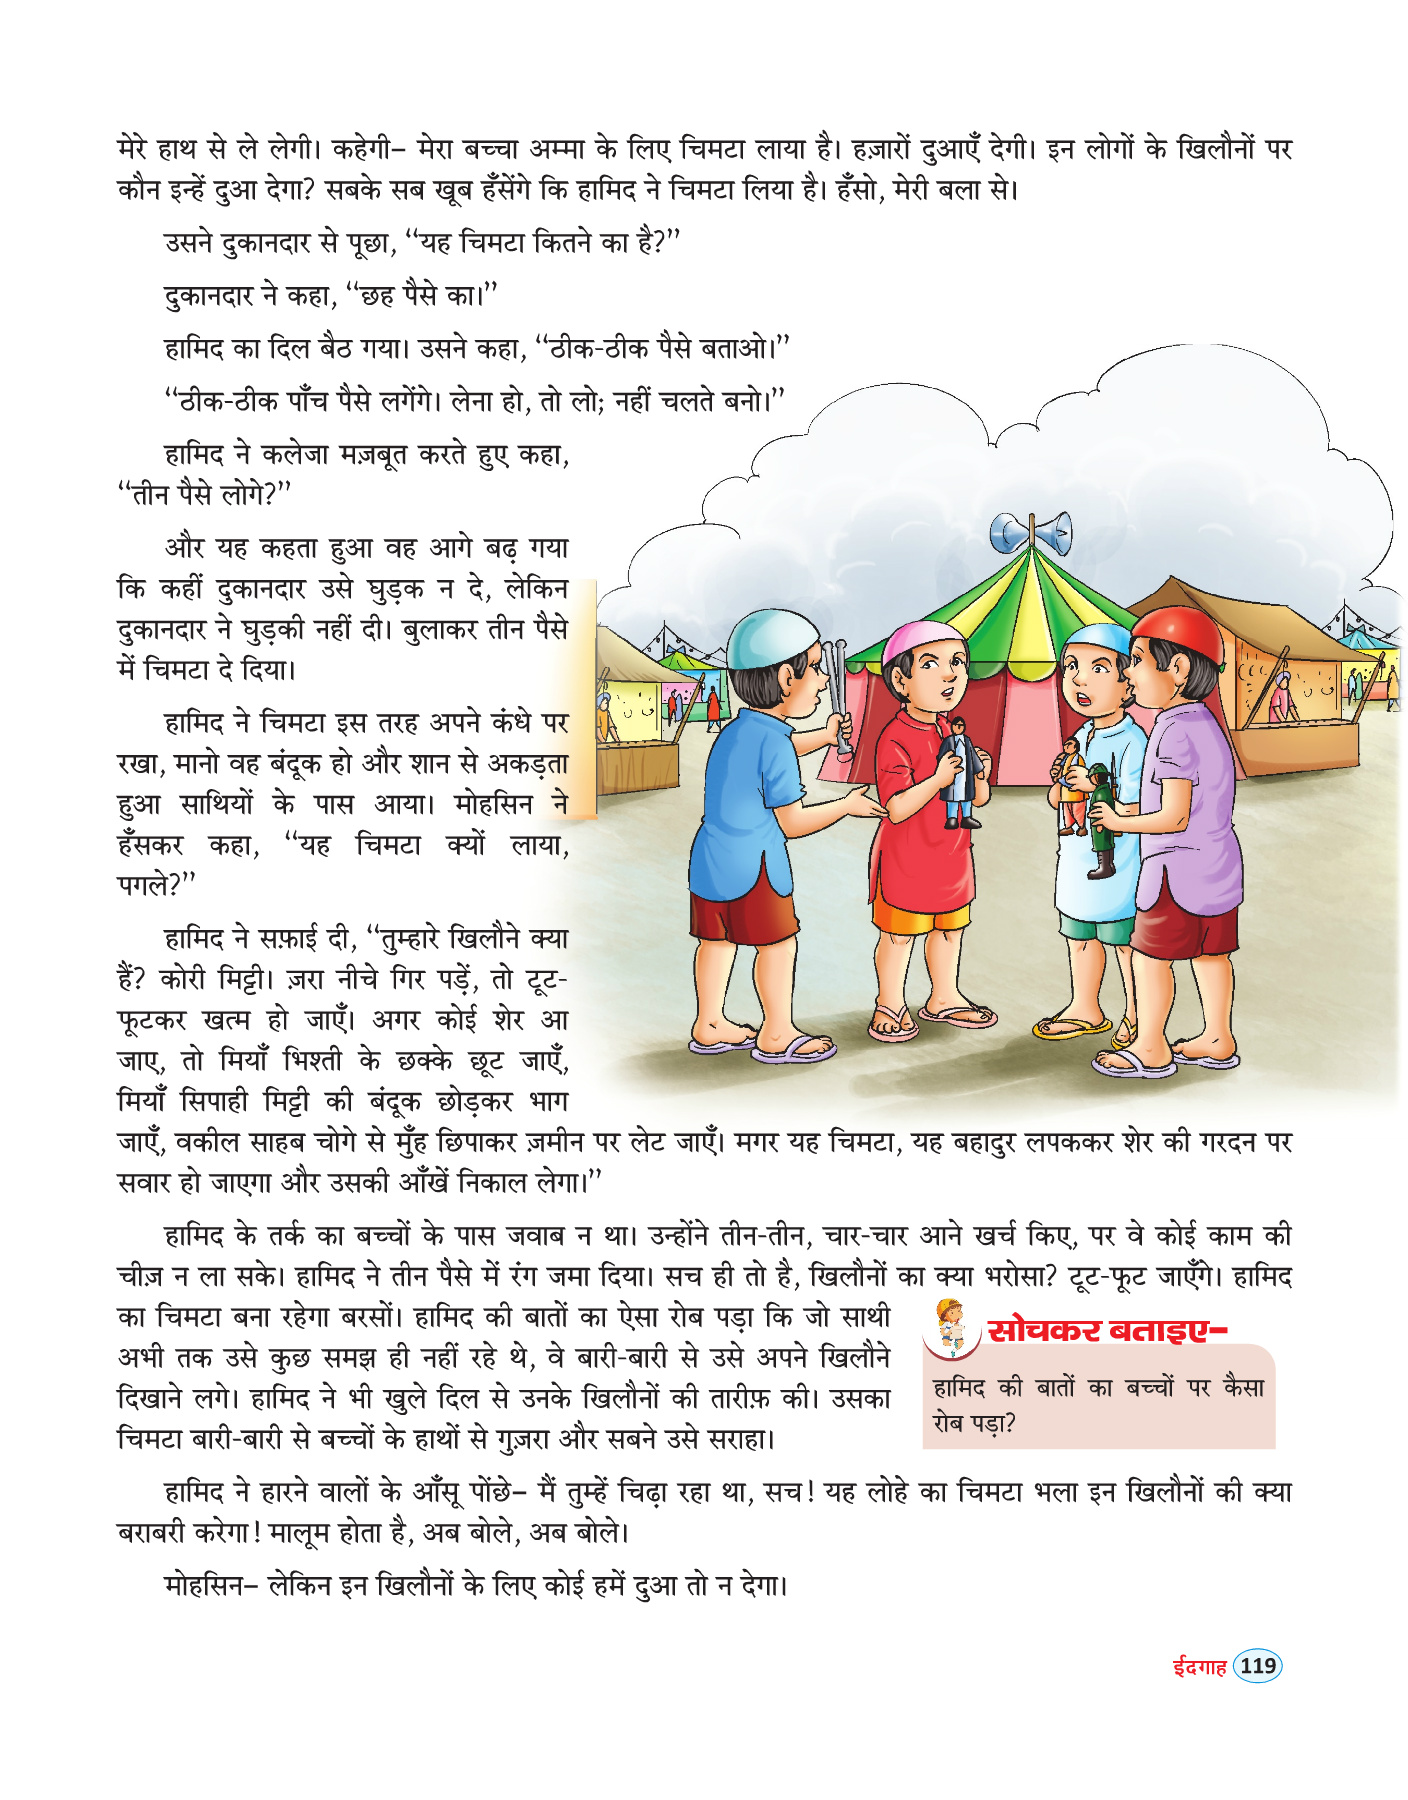 मेरे हाथ से ले लेगी। कहेगी– मेरा बच्चा अम्मा के लिए चिमटा लाया है। हज़ारों दुआएँ देगी। इन लोगों के खिलौनों पर
कौन इन्हें दुआ देगा? सबके सब खूब हँसेंगे कि हामिद ने चिमटा लिया है। हँसो, मेरी बला से।
उसने दुकानदार से पूछा, “यह चिमटा कितने का है?”
दुकानदार ने कहा, “छह पैसे का।”
हामिद का दिल बैठ गया। उसने कहा, “ठीक-ठीक पैसे बताओ।”
“ठीक-ठीक पाँच पैसे लगेंगे। लेना हो, तो लो; नहीं चलते बनो।”
हामिद ने कलेजा मज़बूत करते हुए कहा,
“तीन पैसे लोगे?”
और यह कहता हुआ वह आगे बढ़ गया
कि कहीं दुकानदार उसे घुड़क न दे, लेकिन
दुकानदार ने घुड़की नहीं दी। बुलाकर तीन पैसे
में चिमटा दे दिया।
हामिद ने चिमटा इस तरह अपने कंधे पर
रखा, मानो वह बंदूक हो और शान से अकड़ता
हुआ साथियों के पास आया। मोहसिन ने
हँसकर कहा, “यह चिमटा क्यों लाया,
पगले?”
हामिद ने सफ़ाई दी, “तुम्हारे खिलौने क्या
हैं? कोरी मिट्टी। ज़रा नीचे गिर पड़ें, तो टूट-
फूटकर खत्म हो जाएँ। अगर कोई शेर आ
जाए, तो मियाँ भिश्ती के छक्के छूट जाएँ,
मियाँ सिपाही मिट्टी की बंदूक छोड़कर भाग
जाएँ, वकील साहब चोगे से मुँह छिपाकर ज़मीन पर लेट जाएँ। मगर यह चिमटा, यह बहादुर लपककर शेर की गरदन पर
सवार हो जाएगा और उसकी आँखें निकाल लेगा।”
हामिद के तर्क का बच्चों के पास जवाब न था। उन्होंने तीन-तीन, चार-चार आने खर्च किए, पर वे कोई काम की
चीज़ न ला सके। हामिद ने तीन पैसे में रंग जमा दिया। सच ही तो है, खिलौनों का क्या भरोसा? टूट-फूट जाएँगे। हामिद
का चिमटा बना रहेगा बरसों। हामिद की बातों का ऐसा रोब पड़ा कि जो साथी
अभी तक उसे कुछ समझ ही नहीं रहे थे, वे बारी-बारी से उसे अपने खिलौने
दिखाने लगे। हामिद ने भी खुले दिल से उनके खिलौनों की तारीफ़ की। उसका
चिमटा बारी-बारी से बच्चों के हाथों से गुज़रा और सबने उसे सराहा।
सोचकर बताइए–
हामिद की बातों का बच्चों पर कैसा
रोब पड़ा?
हामिद ने हारने वालों के आँसू पोंछे– मैं तुम्हें चिढ़ा रहा था, सच! यह लोहे का चिमटा भला इन खिलौनों की क्या
बराबरी करेगा! मालूम होता है, अब बोले, अब बोले।
मोहसिन– लेकिन इन खिलौनों के लिए कोई हमें दुआ तो न देगा।
ईदगाह 119